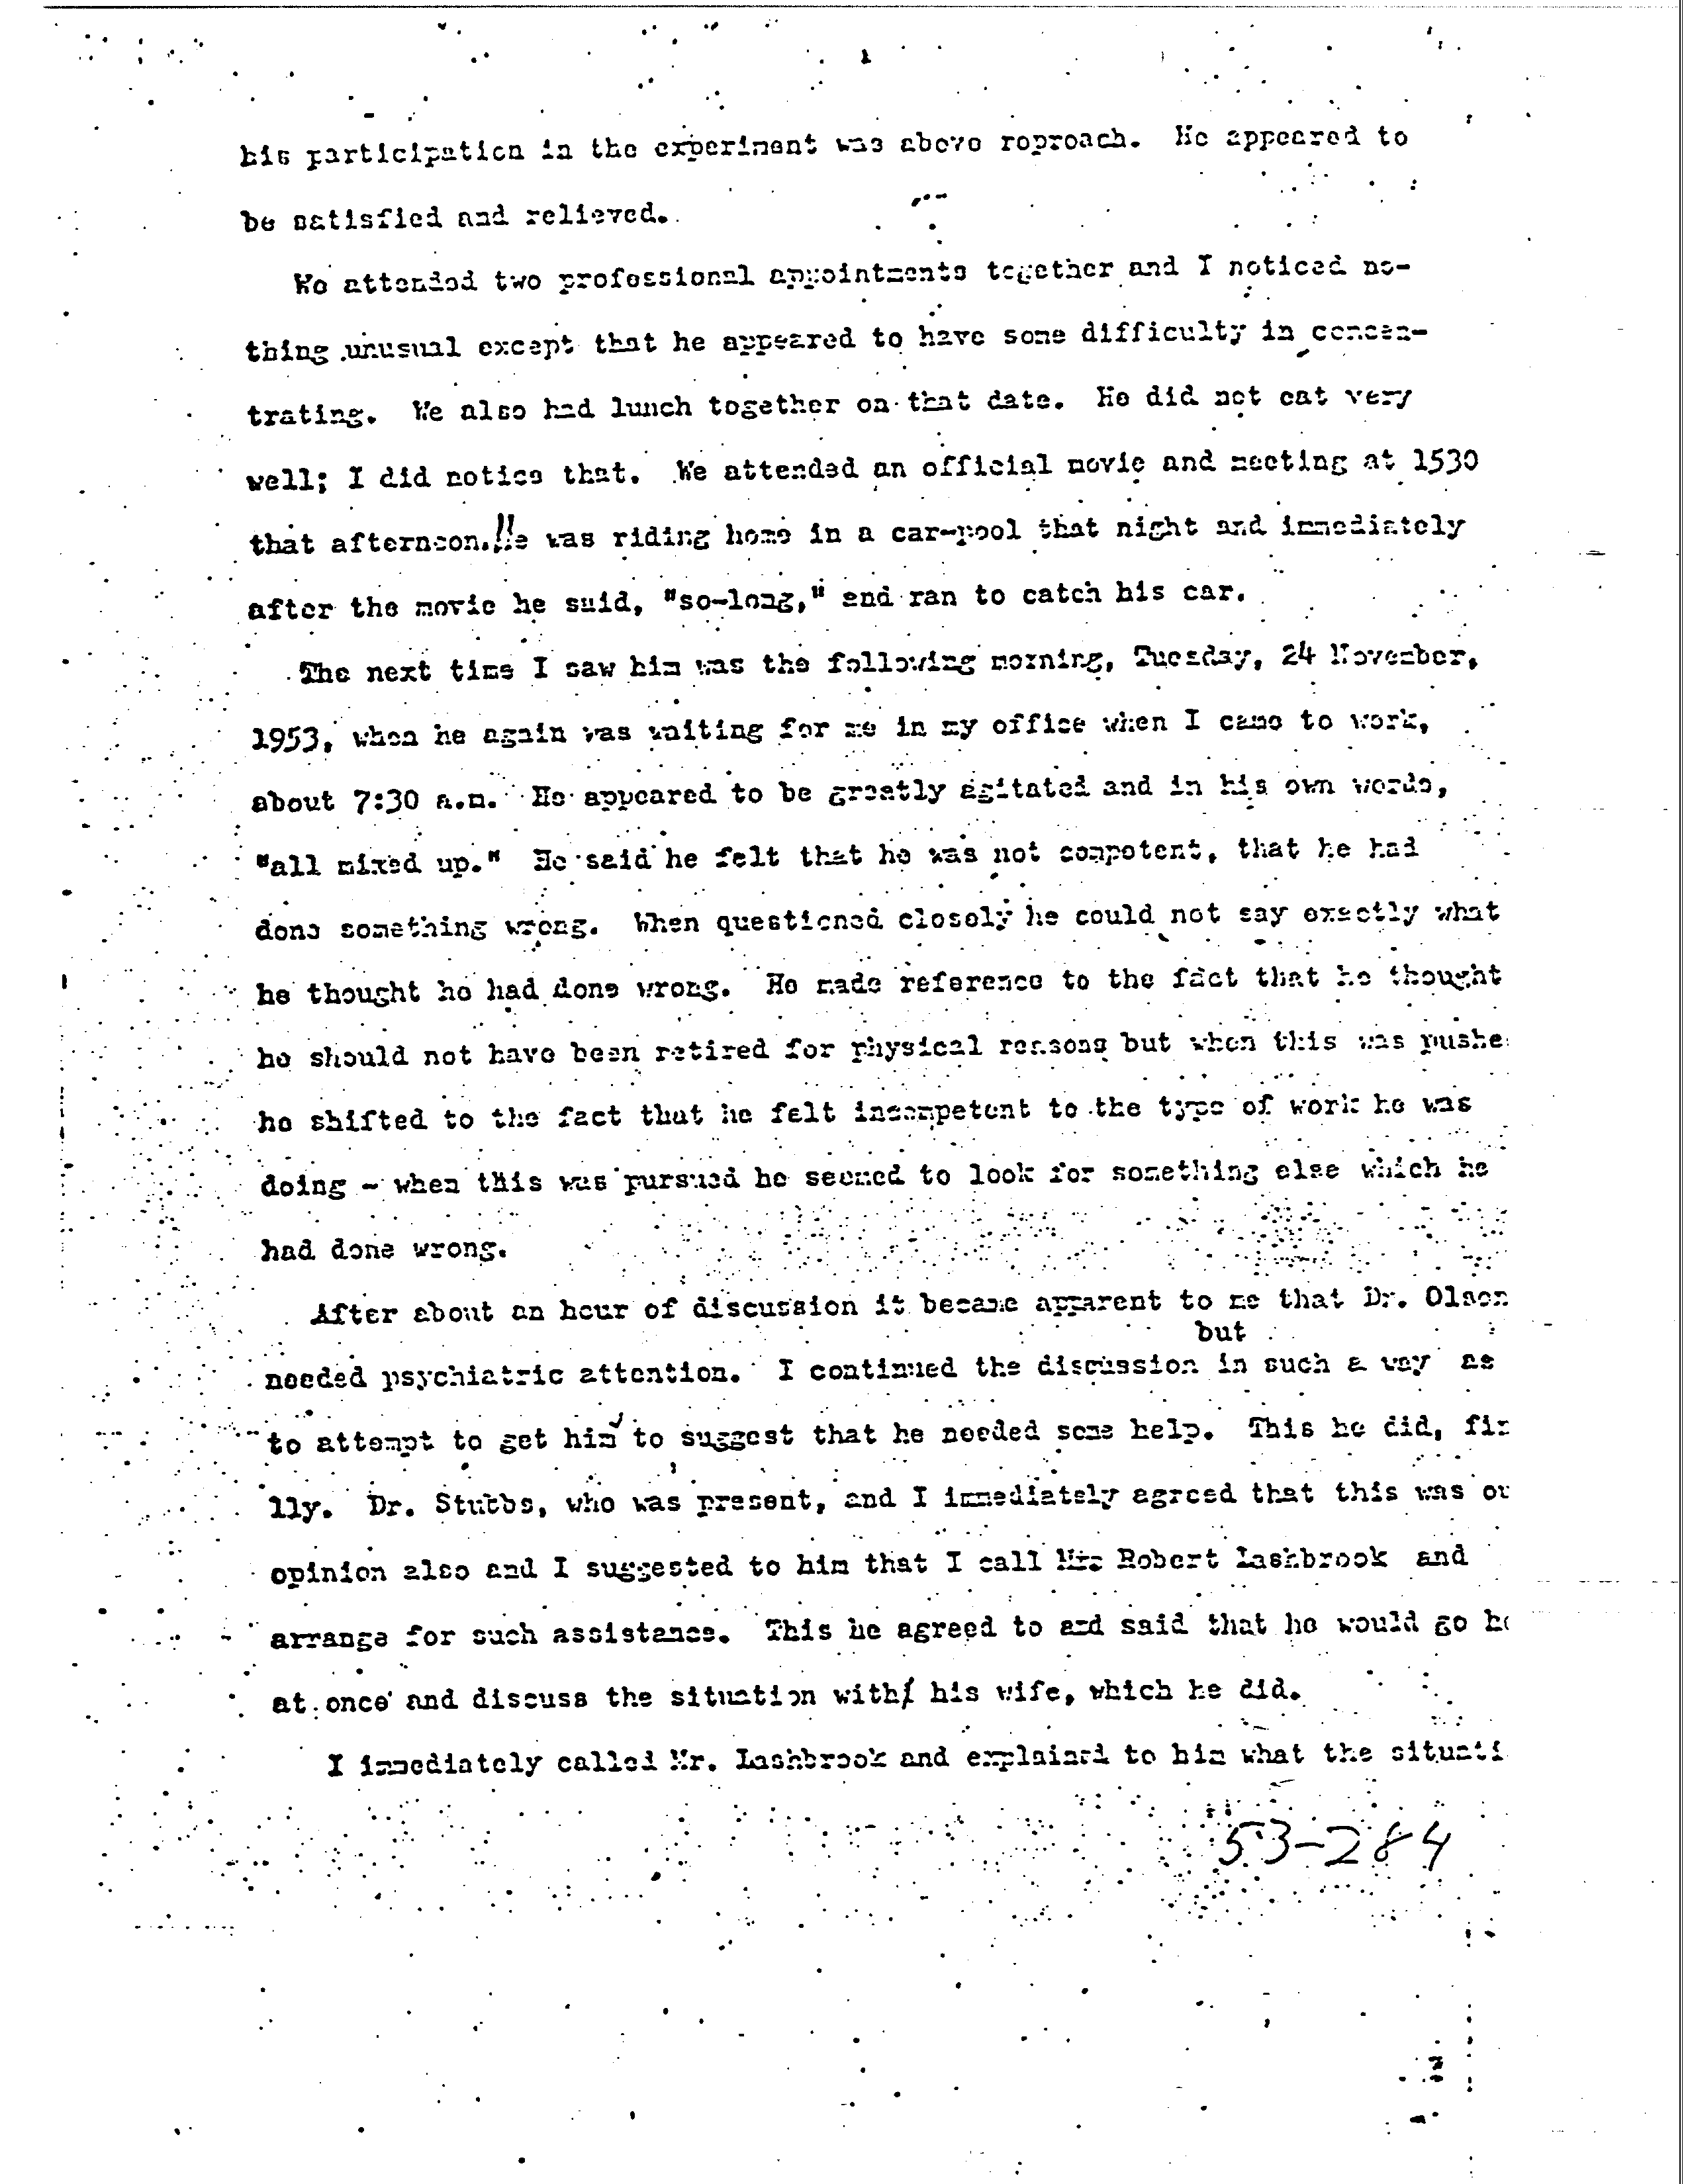 his participation in the experiment was above roproach. He appeared to
be satisfied and relieved.
We attended two professional appointments together and I noticed no-
thing unusual except that he appeared to have some difficulty in concen-
trating. We also had lunch together on that date. He did not eat very
well; I did notice that. We attended an official movie and meeting at 1530
that afternoon. He was riding home in a car-pool that night and immediately
after the movie he said, "so-long," and ran to catch his car.
The next time I saw him was the following morning, Tuesday, 24 November,
1953, when he again was waiting for me in my office when I came to work,
about 7:30 a.m. He appeared to be greatly agitated and in his own words,
"all mixed up." He said he felt that he was not competent, that he had
done something wrong. When questioned closely he could not say exactly what
he thought he had done wrong. He made reference to the fact that he thought
he should not have been retired for physical reasons but when this was pushe
he shifted to the fact that he felt incompetent to the type of work he was
doing - when this was pursued he seemed to look for something else which he
had done wrong.
After about an hour of discussion it became apparent to me that Dr. Olson
but
needed psychiatric attention. I continued the discussion in such a way as
to attempt to get him to suggest that he needed some help. This he did, fin
lly. Dr. Stubbs, who was present, and I immediately agreed that this was ou
opinion also and I suggested to him that I call Mr. Robert Lashbrook and
arrange for such assistance. This he agreed to and said that he would go ho
at once and discuss the situation with his wife, which he did.
I immediately called Mr. Lashbrook and explained to him what the situati
53-284